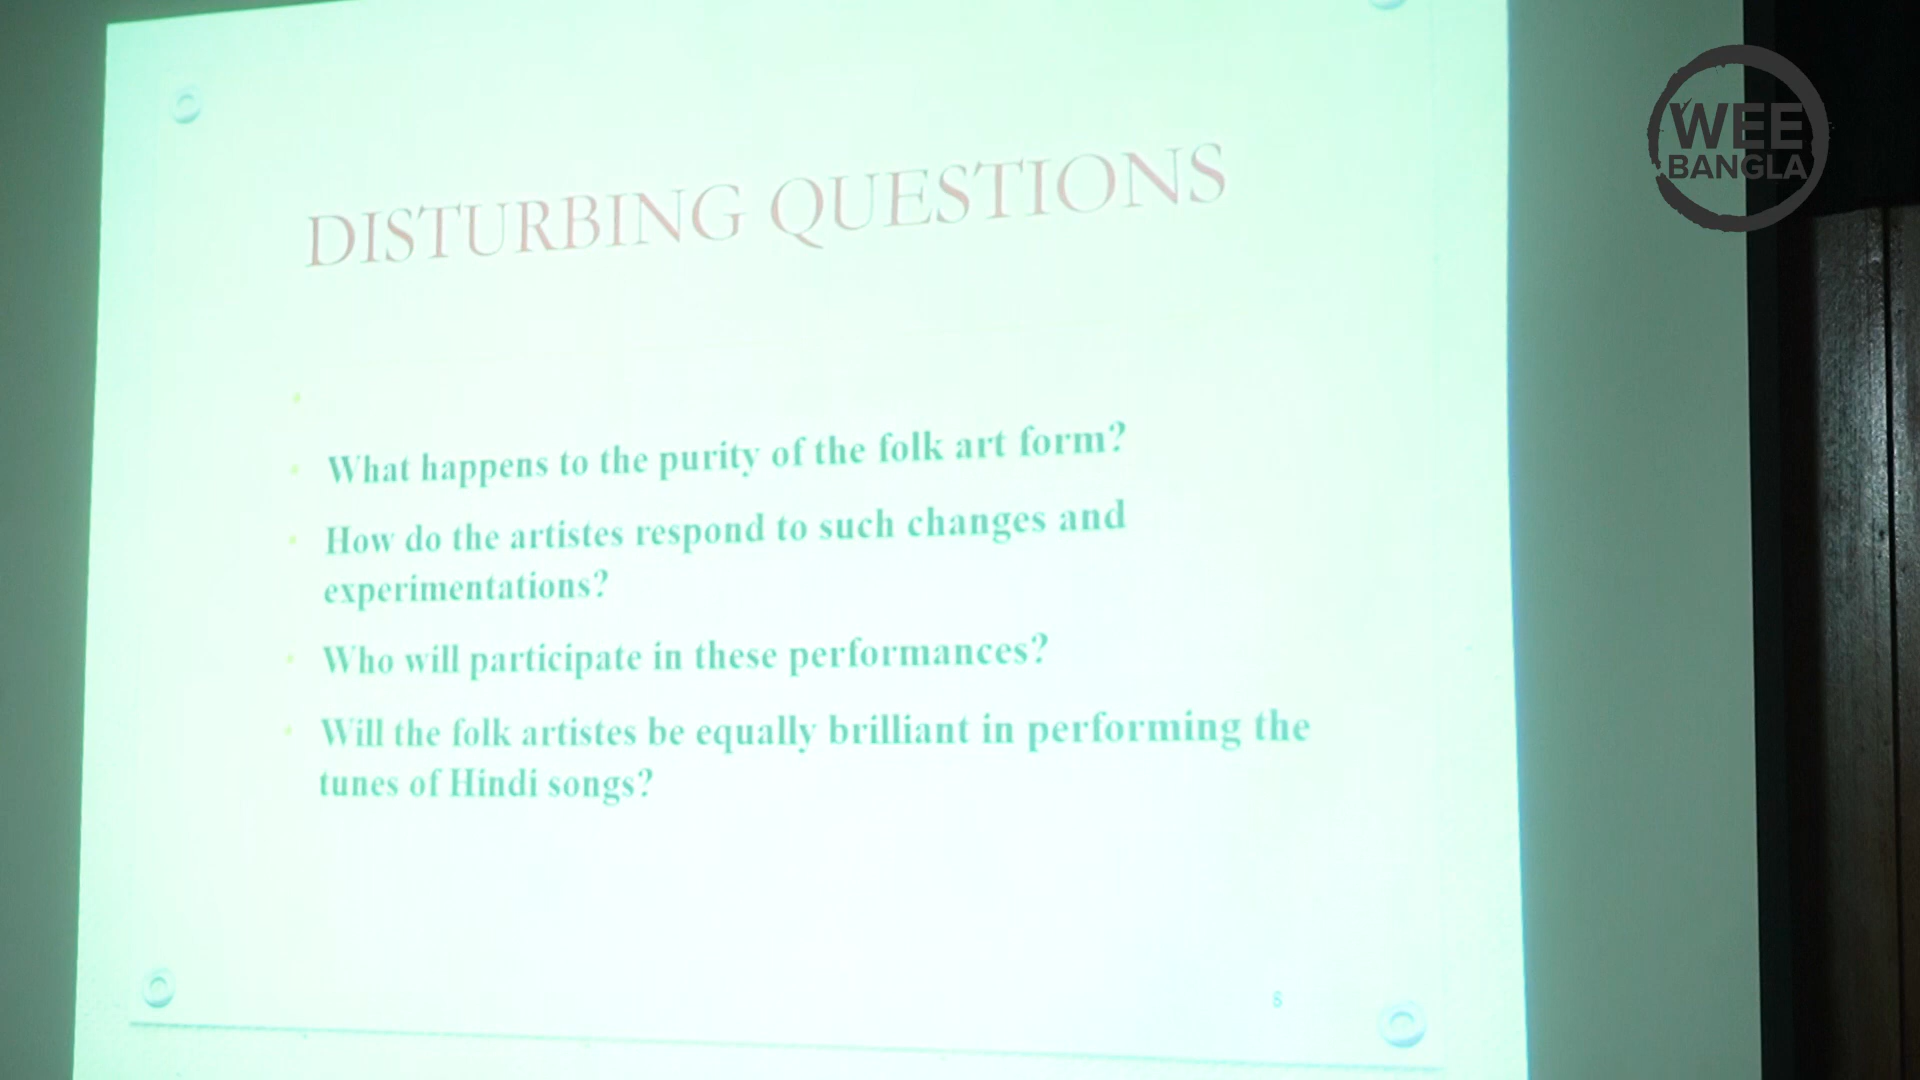 WEE
BANGLA
DISTURBING QUESTIONS
What happens to the purity of the folk art form?
How do the artistes respond to such changes and
experimentations?
Who will participate in these performances?
Will the folk artistes be equally brilliant in performing the
tunes of Hindi songs?